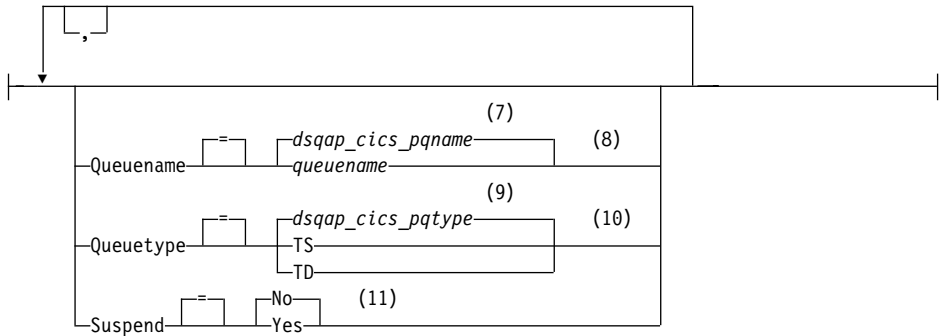 ,
(7)
= dsqap_cics_pqname (8)
Queuename queuename
(9)
= dsqap_cics_pqtype (10)
Queuetype TS
TD
= No (11)
Suspend Yes